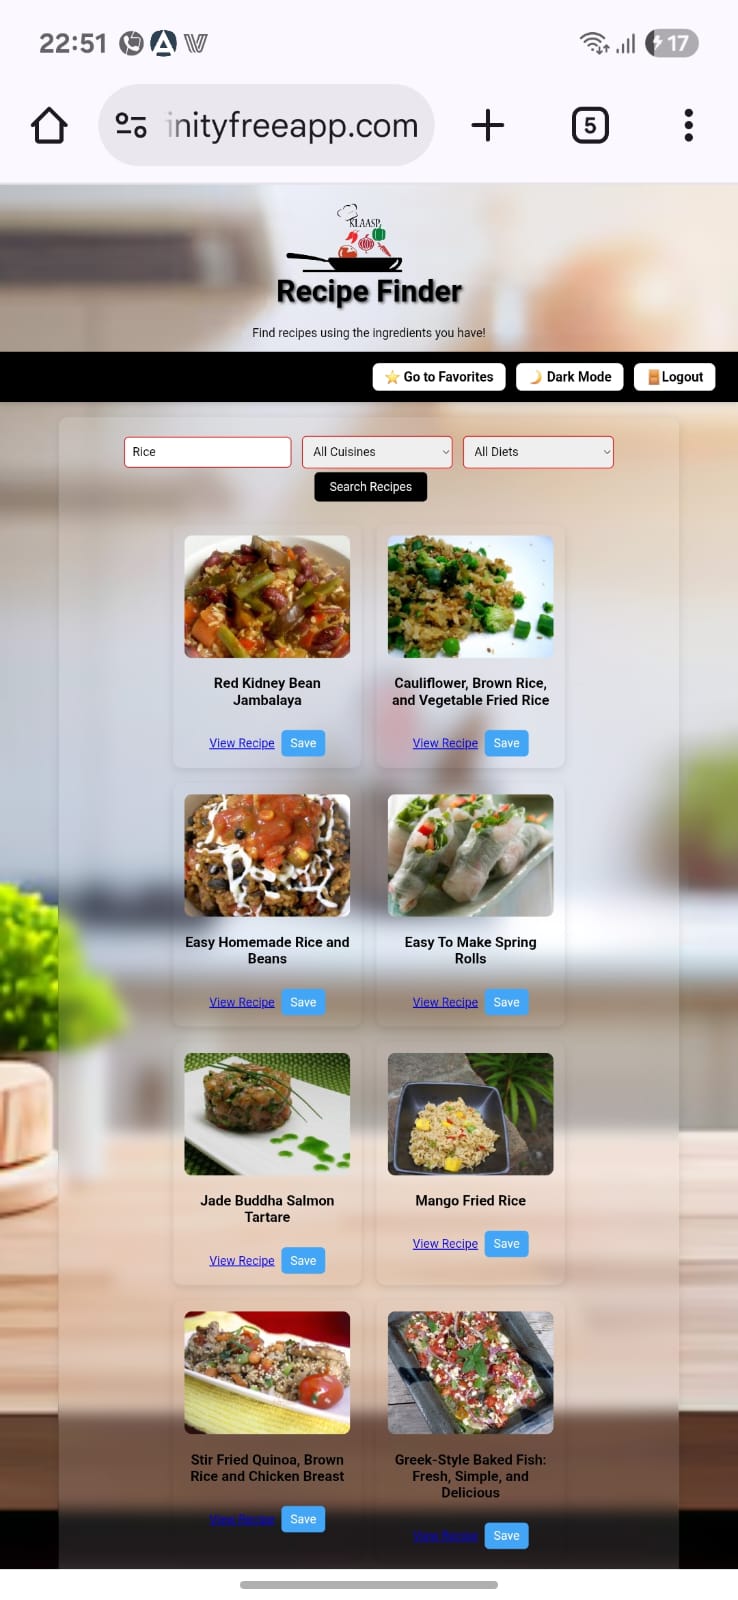 22:51
17
inityfreeapp.com
5
KLAASP
Recipe Finder
Find recipes using the ingredients you have!
Go to Favorites
Dark Mode
Logout
Rice
All Cuisines
All Diets
Search Recipes
Red Kidney Bean
Jambalaya
View Recipe
Save
Cauliflower, Brown Rice,
and Vegetable Fried Rice
View Recipe
Save
Easy Homemade Rice and
Beans
View Recipe
Save
Easy To Make Spring
Rolls
View Recipe
Save
Jade Buddha Salmon
Tartare
View Recipe
Save
Mango Fried Rice
View Recipe
Save
Stir Fried Quinoa, Brown
Rice and Chicken Breast
View Recipe
Save
Greek-Style Baked Fish:
Fresh, Simple, and
Delicious
View Recipe
Save